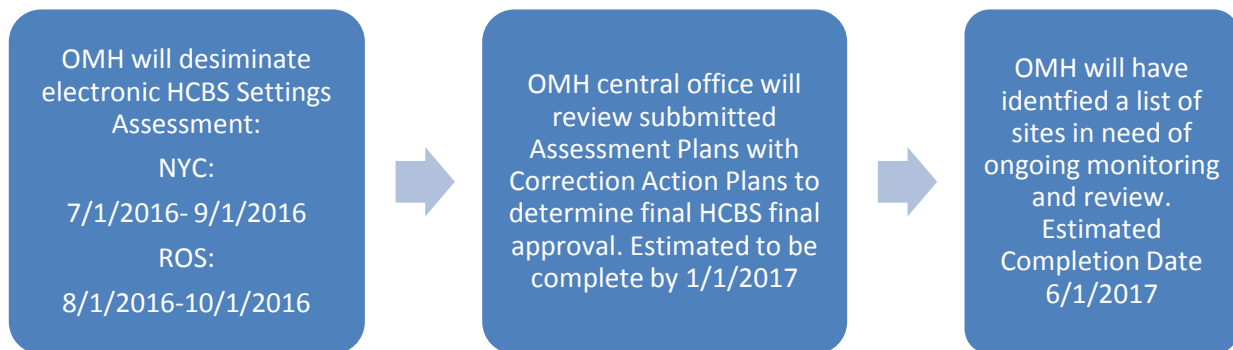 OMH will desiminate
electronic HCBS Settings
Assessment:
NYC:
7/1/2016- 9/1/2016
ROS:
8/1/2016-10/1/2016
OMH central office will
review subbmitted
Assessment Plans with
Correction Action Plans to
determine final HCBS final
approval. Estimated to be
complete by 1/1/2017
OMH will have
identfied a list of
sites in need of
ongoing monitoring
and review.
Estimated
Completion Date
6/1/2017